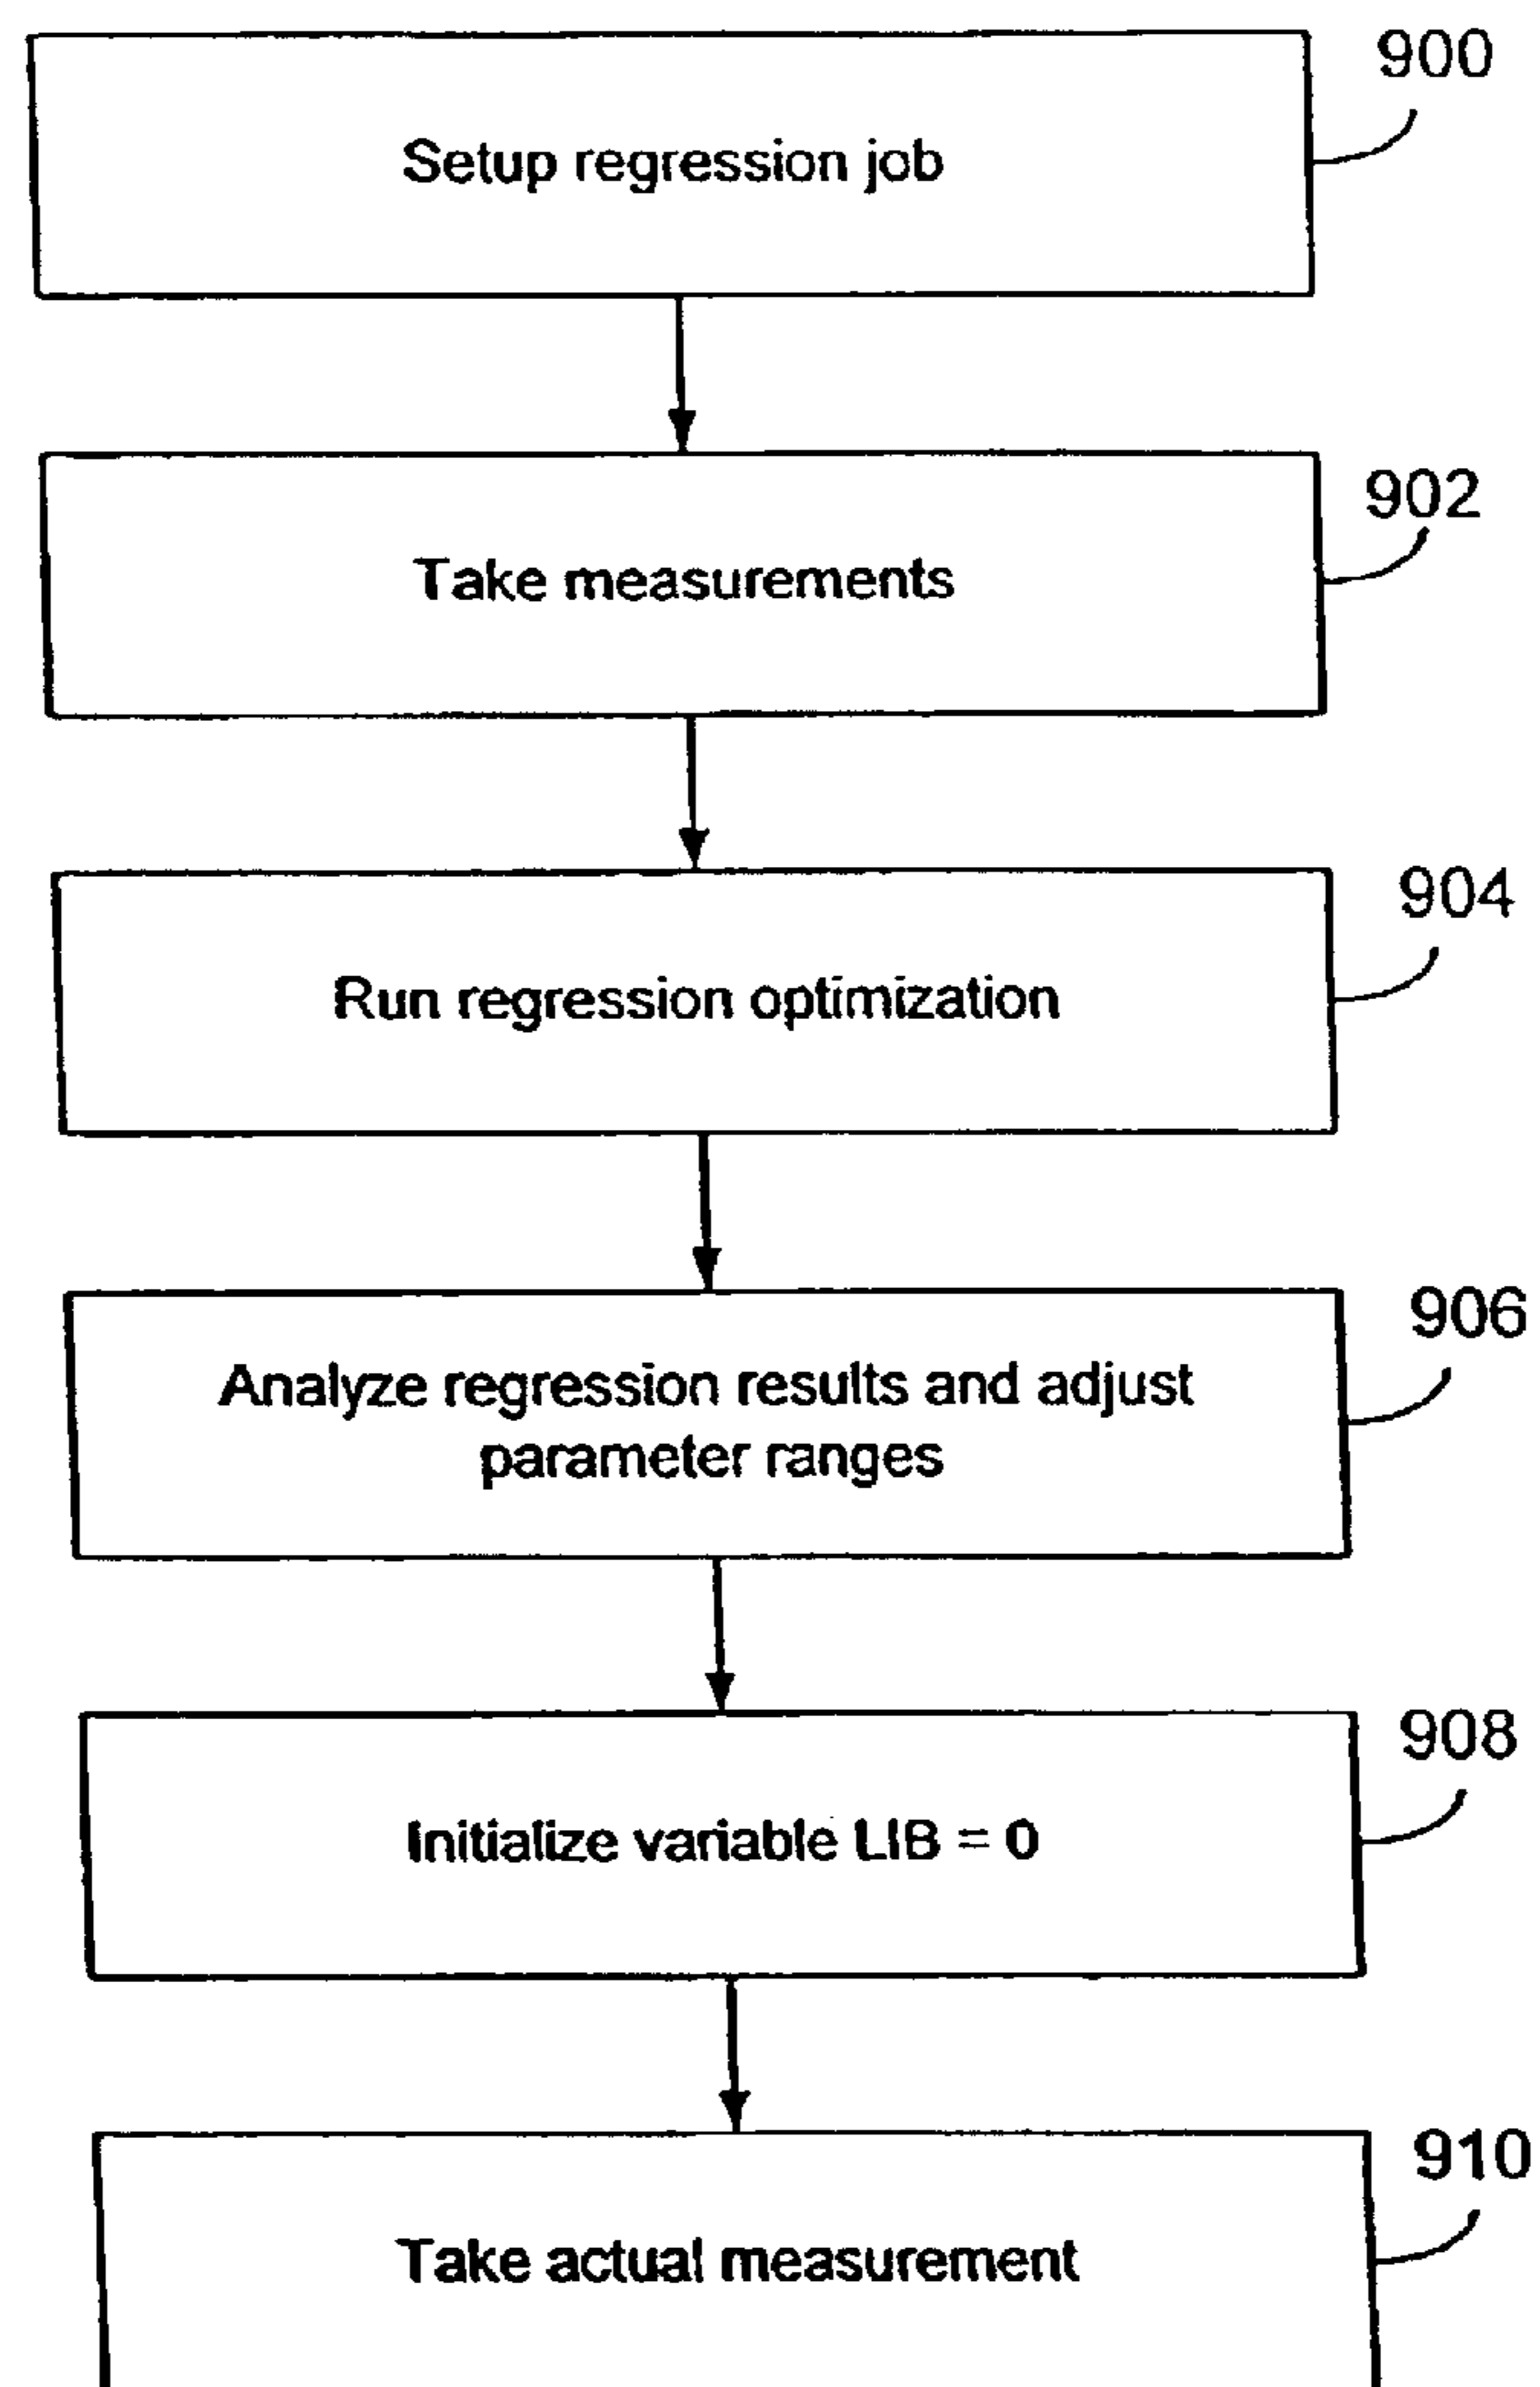 900
Setup regression job
902
Take measurements
904
Run regression optimization
906
Analyze regression results and adjust
parameter ranges
908
Initialize variable LIB = 0
910
Take actual measurement